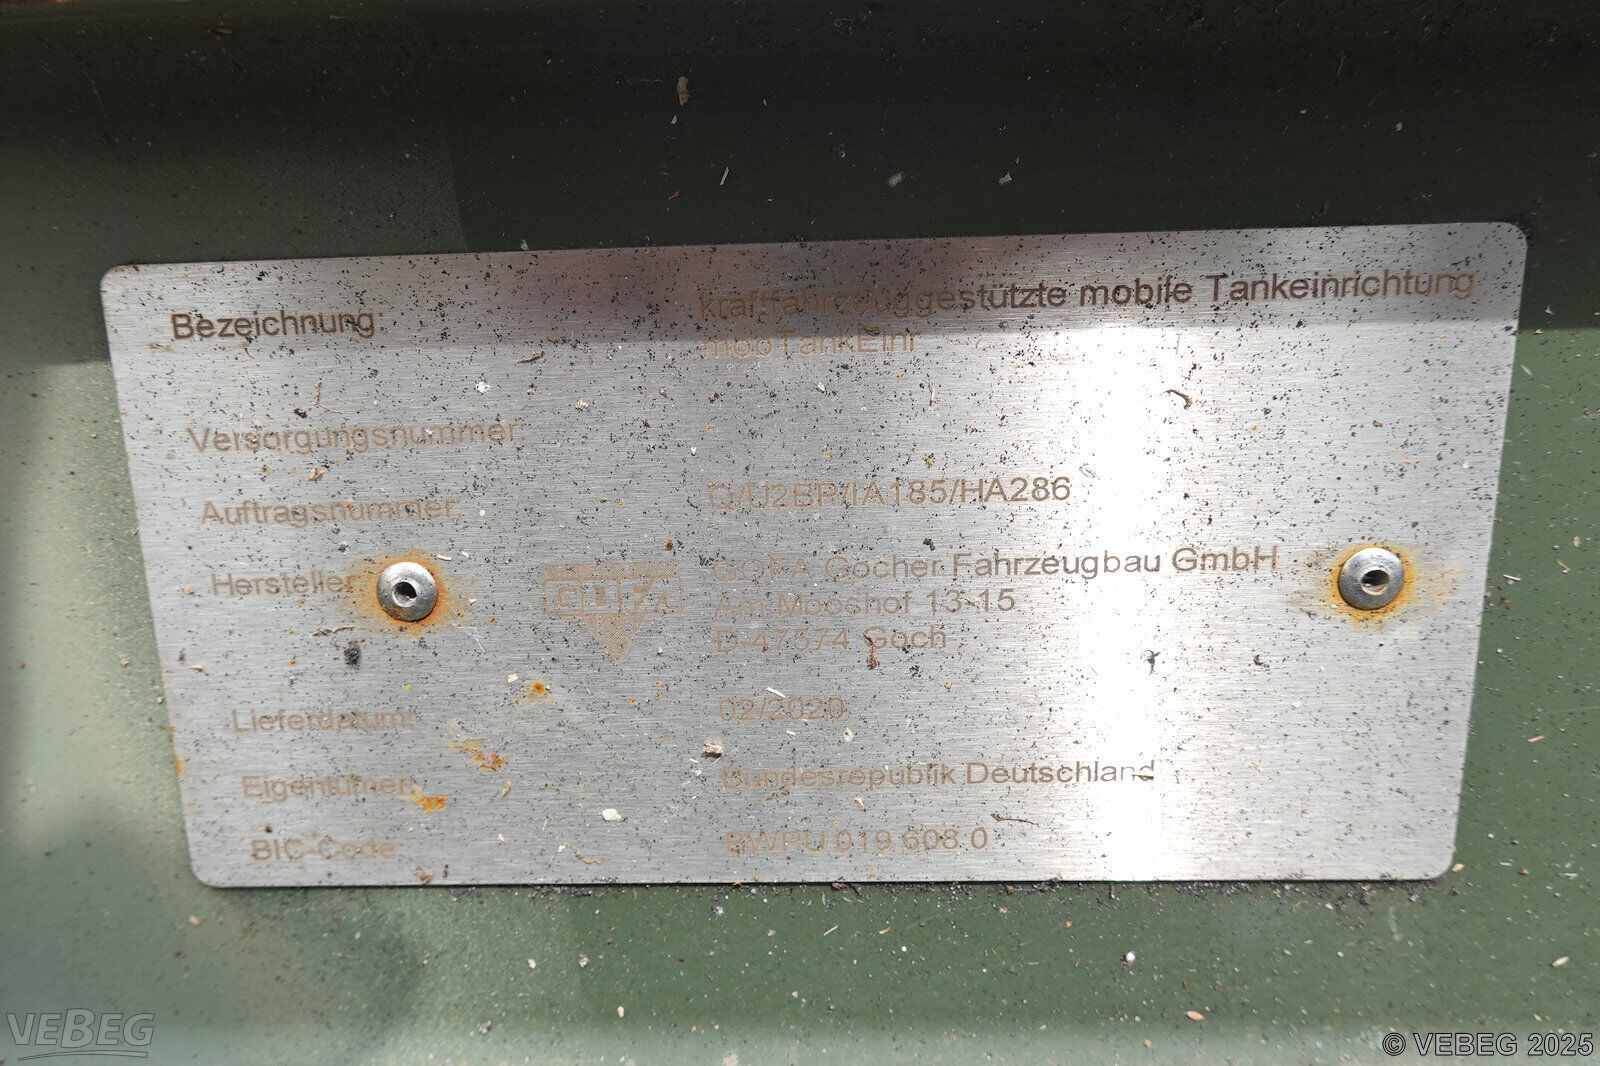 Bezeichnung: kraftfahrzeuggestützte mobile Tankeinrichtung
mobTankEinr
Versorgungsnummer:
Auftragsnummer: Q/U2BP/IA185/HA286
Hersteller: GOFA GOFA Gocher Fahrzeugbau GmbH
Am Mooshof 13-15
D-47574 Goch
Lieferdatum: 02/2020
Eigentümer: Bundesrepublik Deutschland
BIC-Code: BWPU 019 608 0
VEBEG
© VEBEG 2025